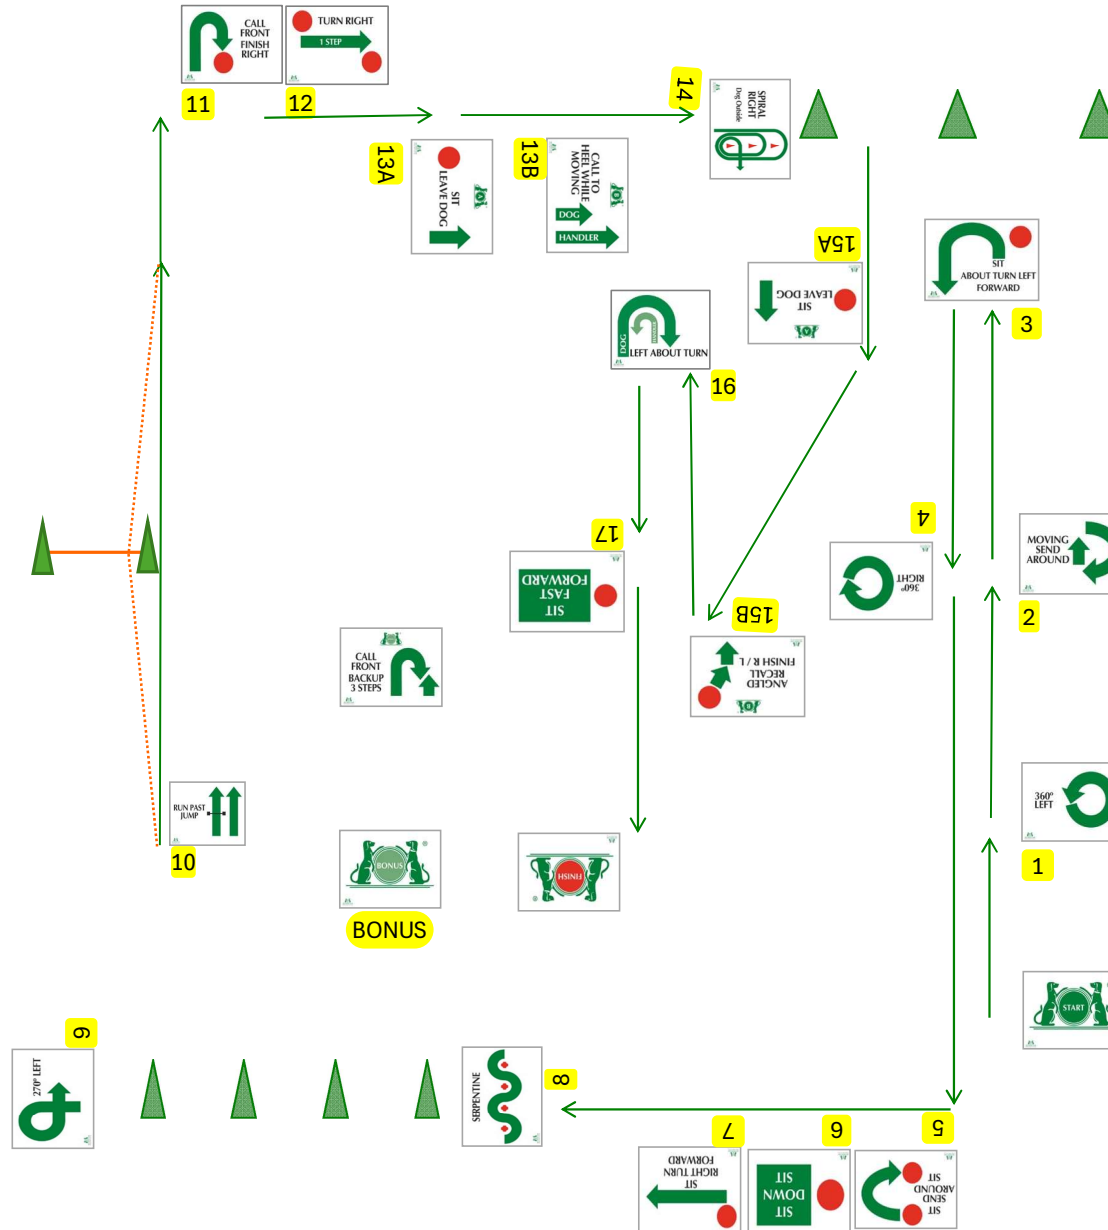 CALL
FRONT
FINISH
RIGHT
11
TURN RIGHT
1 STEP
12
SIT
LEAVE DOG
13A
CALL TO
HEEL WHILE
MOVING
DOG
HANDLER
13B
SPIRAL
RIGHT
Dog Outside
14
SIT
LEAVE DOG
15A
SIT
ABOUT TURN LEFT
FORWARD
3
DOG
LEFT ABOUT TURN
16
MOVING
SEND
AROUND
2
360º
RIGHT
4
SIT
FAST
FORWARD
17
ANGLED
RECALL
FINISH R / L
15B
CALL
FRONT
BACKUP
3 STEPS
RUN PAST
JUMP
10
360º
LEFT
1
BONUS
BONUS
FINISH
START
270º LEFT
9
SERPENTINE
8
SIT
RIGHT TURN
FORWARD
7
SIT
DOWN
SIT
6
SIT
SEND
AROUND
SIT
5